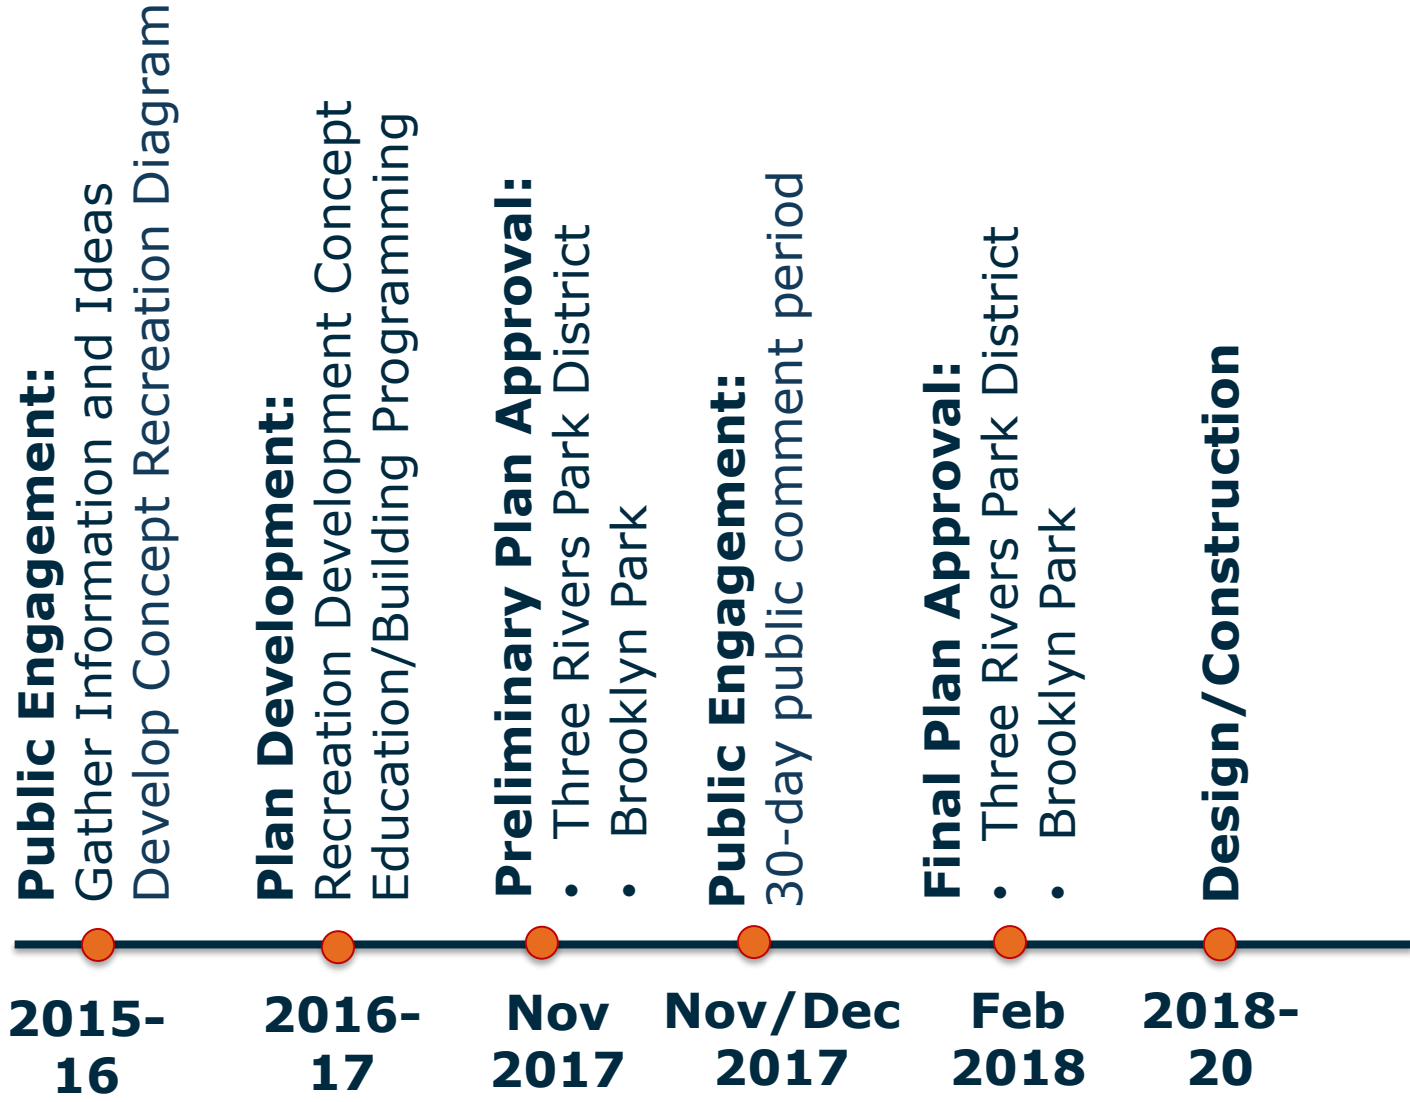 Public Engagement:
Gather Information and Ideas
Develop Concept Recreation Diagram
Plan Development:
Recreation Development Concept
Education/Building Programming
Preliminary Plan Approval:
• Three Rivers Park District
• Brooklyn Park
Public Engagement:
30-day public comment period
Final Plan Approval:
• Three Rivers Park District
• Brooklyn Park
Design/Construction
2015-
16
2016-
17
Nov
2017
Nov/Dec
2017
Feb
2018
2018-
20